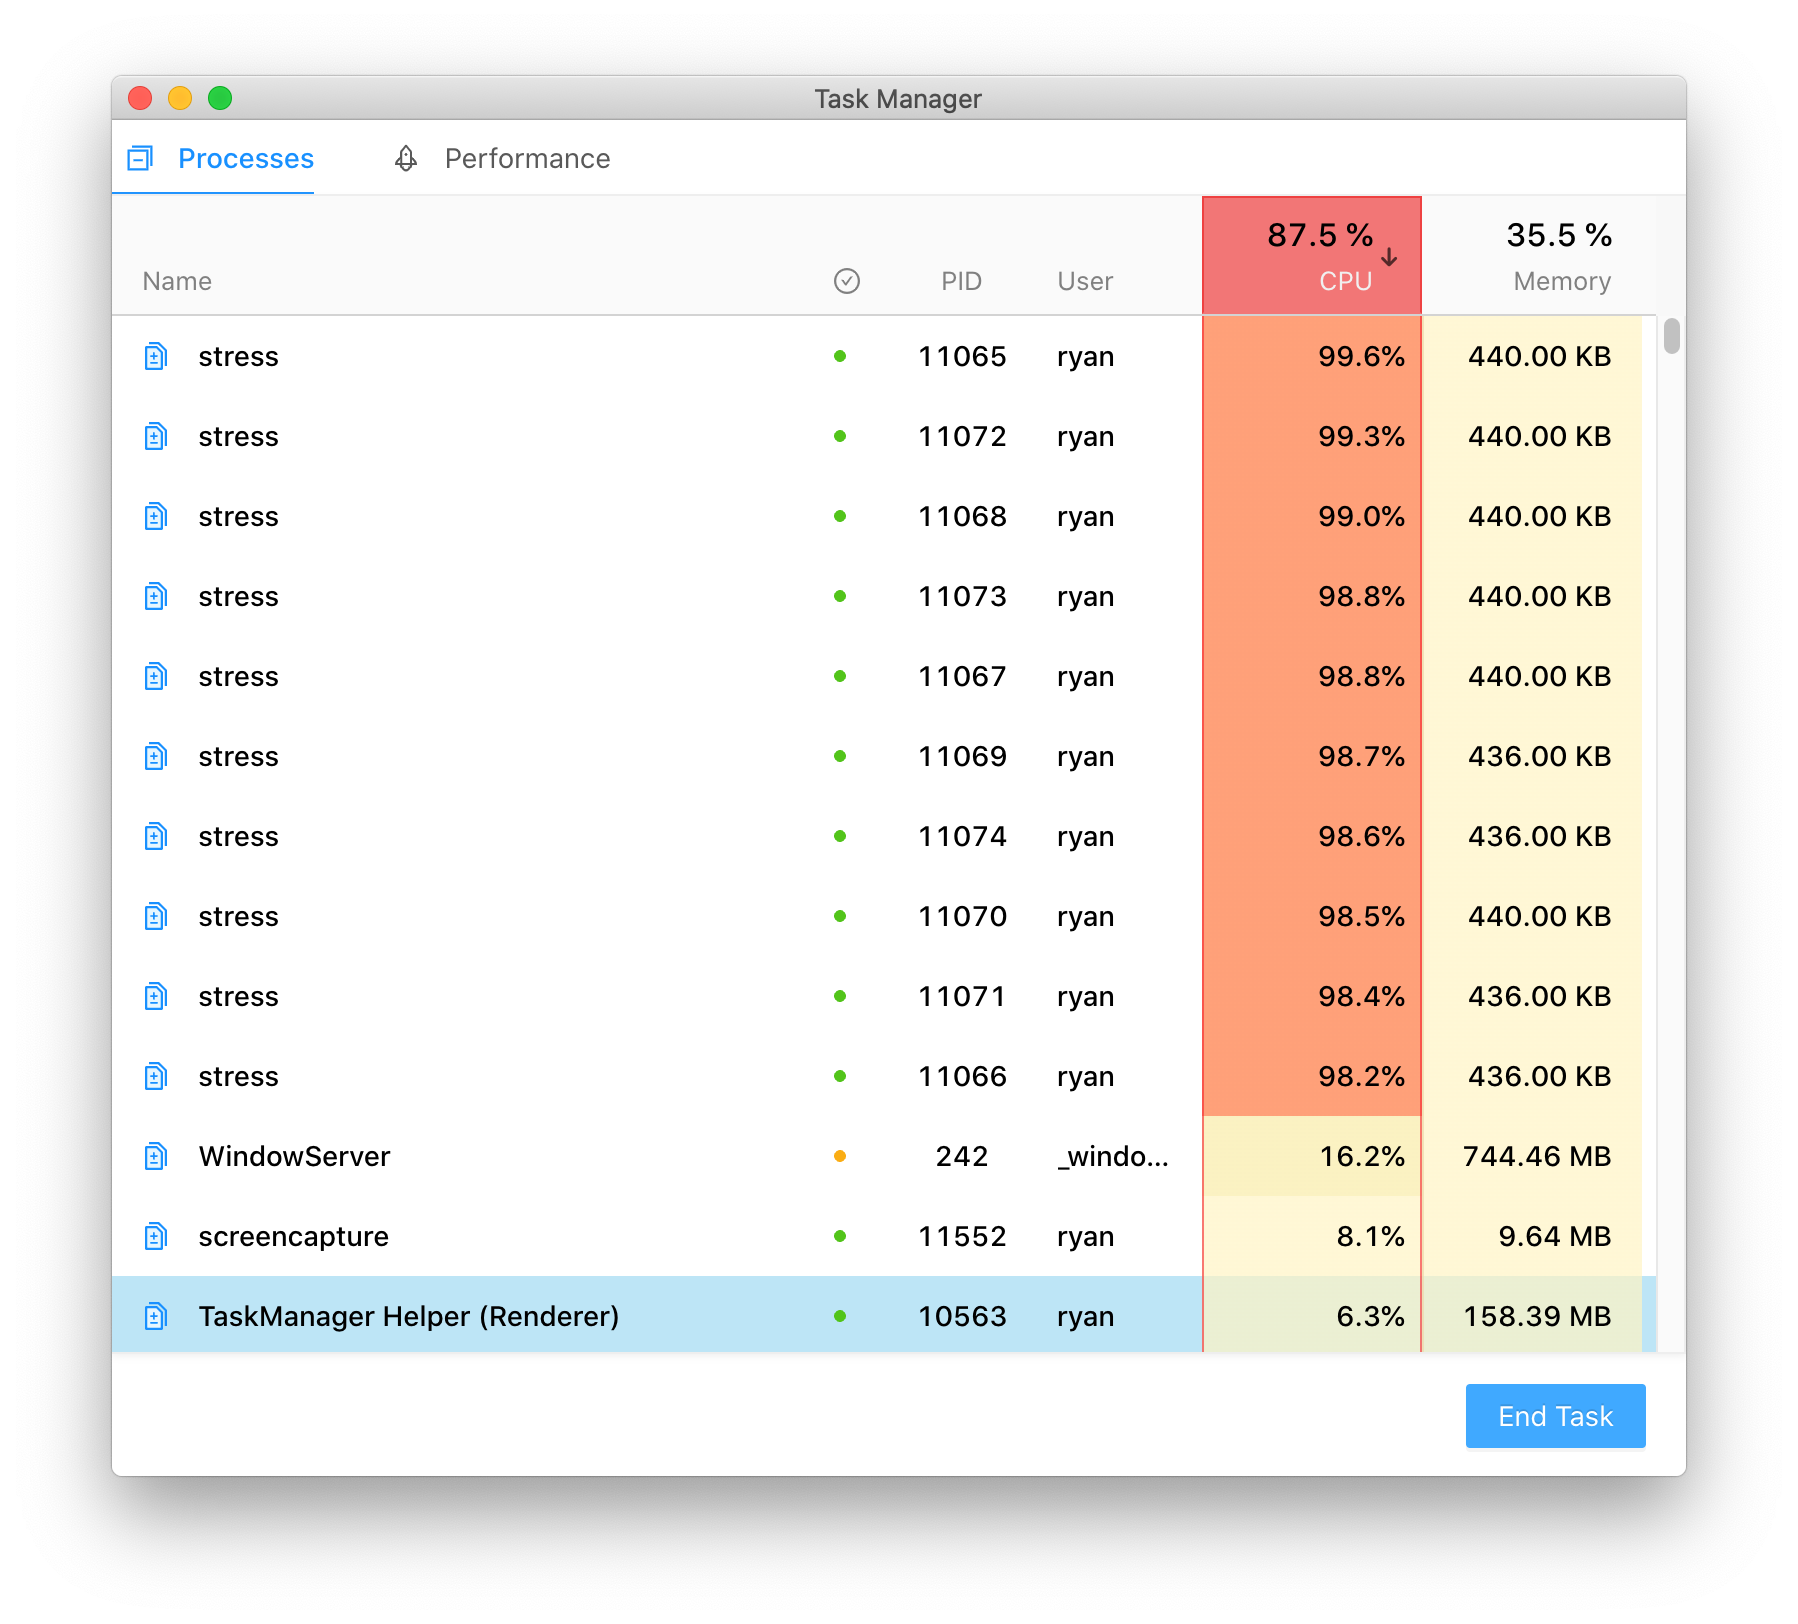 Task Manager
Processes Performance
87.5 % 35.5 %
Name PID User CPU Memory
stress 11065 ryan 99.6% 440.00 KB
stress 11072 ryan 99.3% 440.00 KB
stress 11068 ryan 99.0% 440.00 KB
stress 11073 ryan 98.8% 440.00 KB
stress 11067 ryan 98.8% 440.00 KB
stress 11069 ryan 98.7% 436.00 KB
stress 11074 ryan 98.6% 436.00 KB
stress 11070 ryan 98.5% 440.00 KB
stress 11071 ryan 98.4% 436.00 KB
stress 11066 ryan 98.2% 436.00 KB
WindowServer 242 _windo... 16.2% 744.46 MB
screencapture 11552 ryan 8.1% 9.64 MB
TaskManager Helper (Renderer) 10563 ryan 6.3% 158.39 MB
End Task